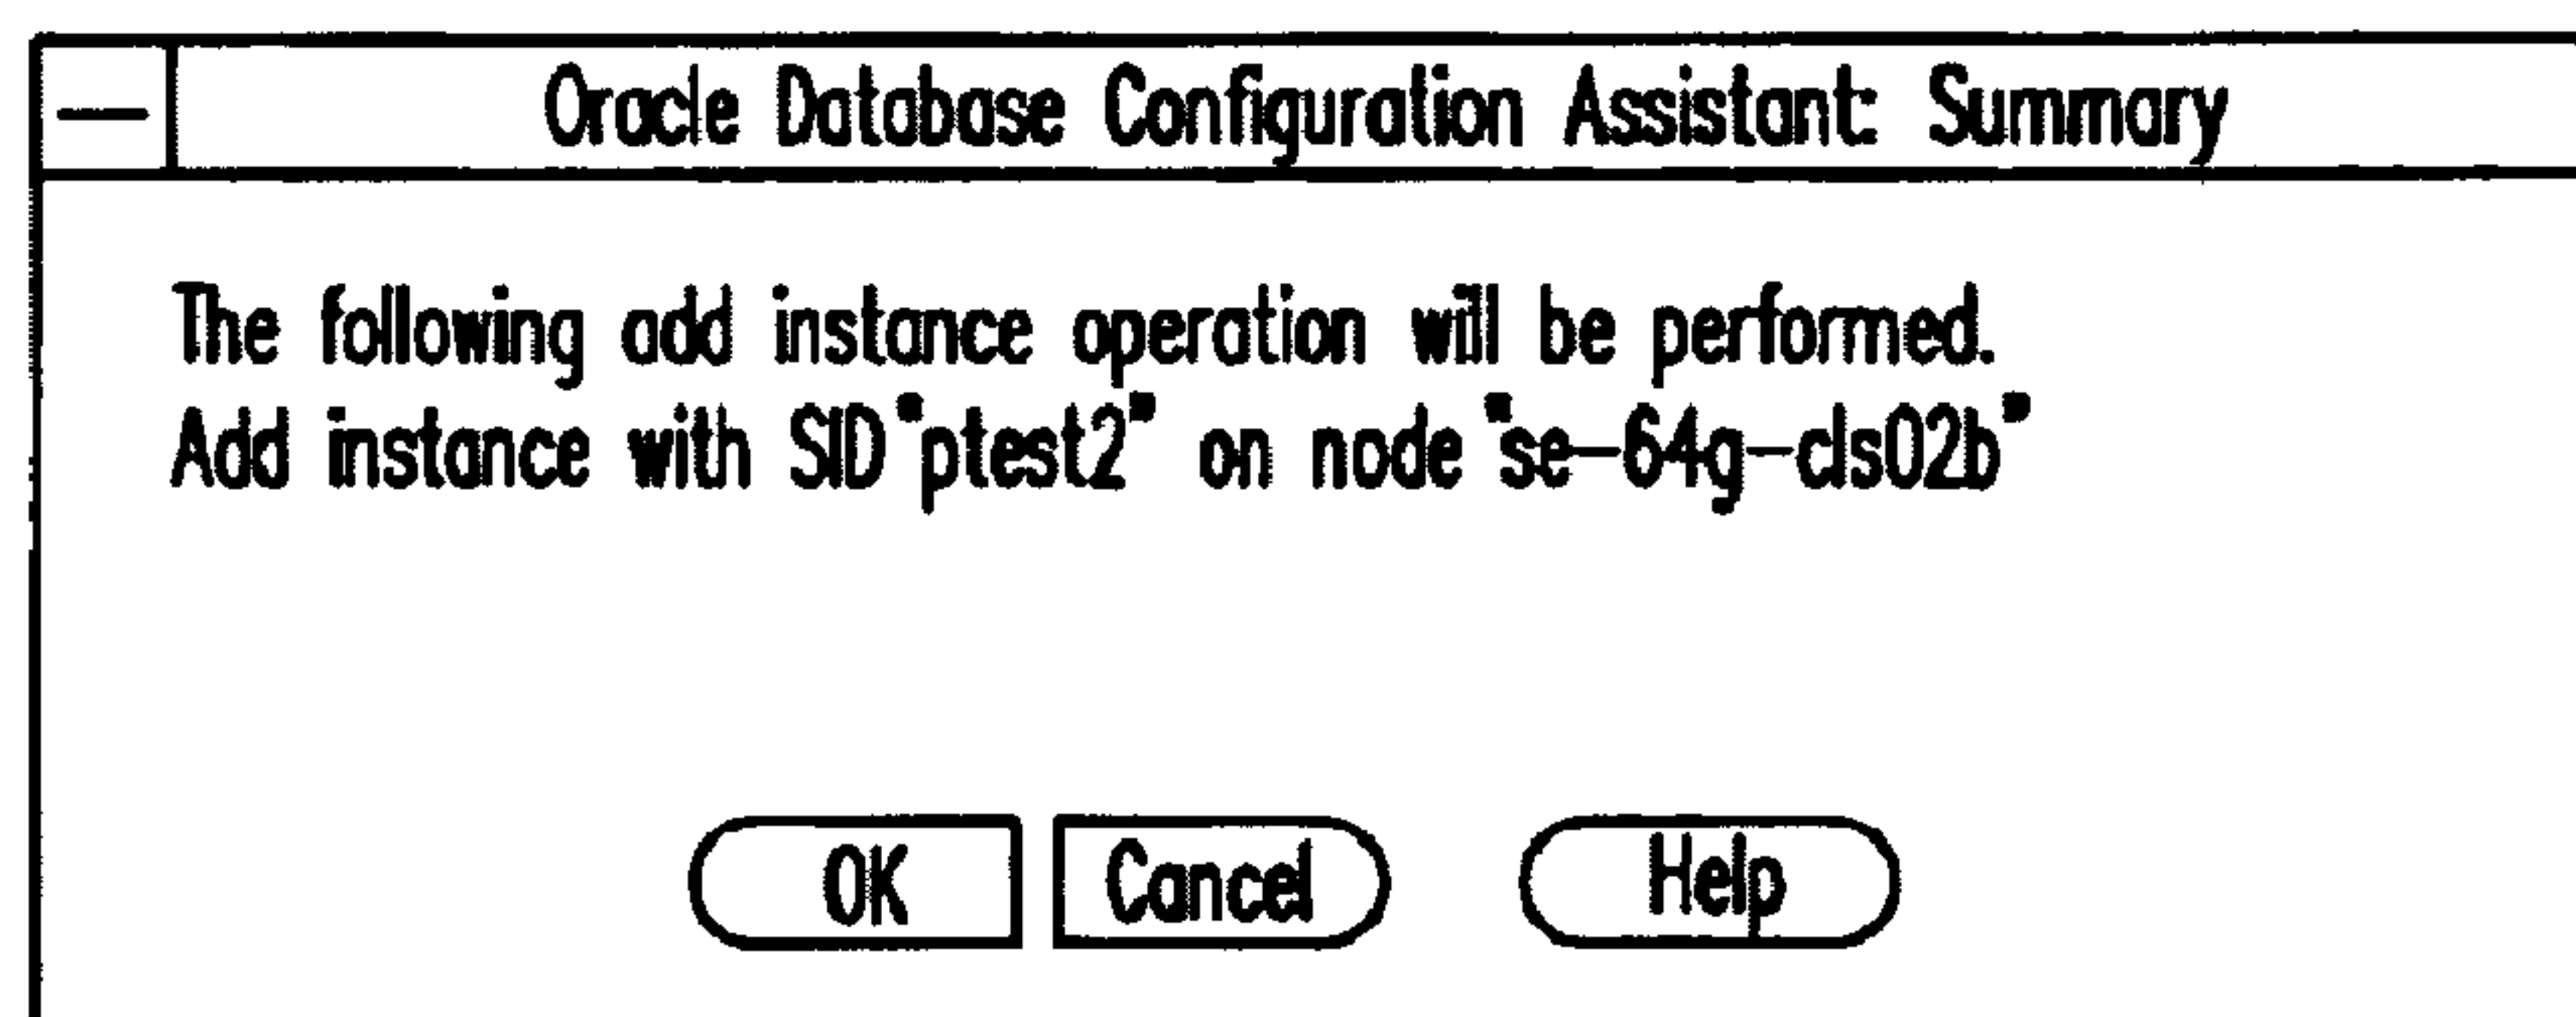 Oracle Database Configuration Assistant: Summary
The following add instance operation will be performed.
Add instance with SID "ptest2" on node "se-64g-cls02b"
OK Cancel Help